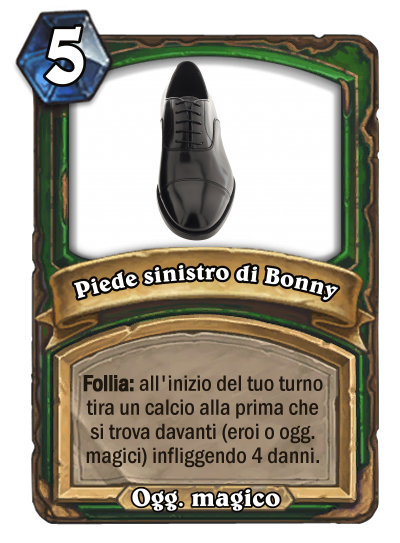 5
Piede sinistro di Bonny
Follia: all'inizio del tuo turno
tira un calcio alla prima che
si trova davanti (eroi o ogg.
magici) infliggendo 4 danni.
Ogg. magico